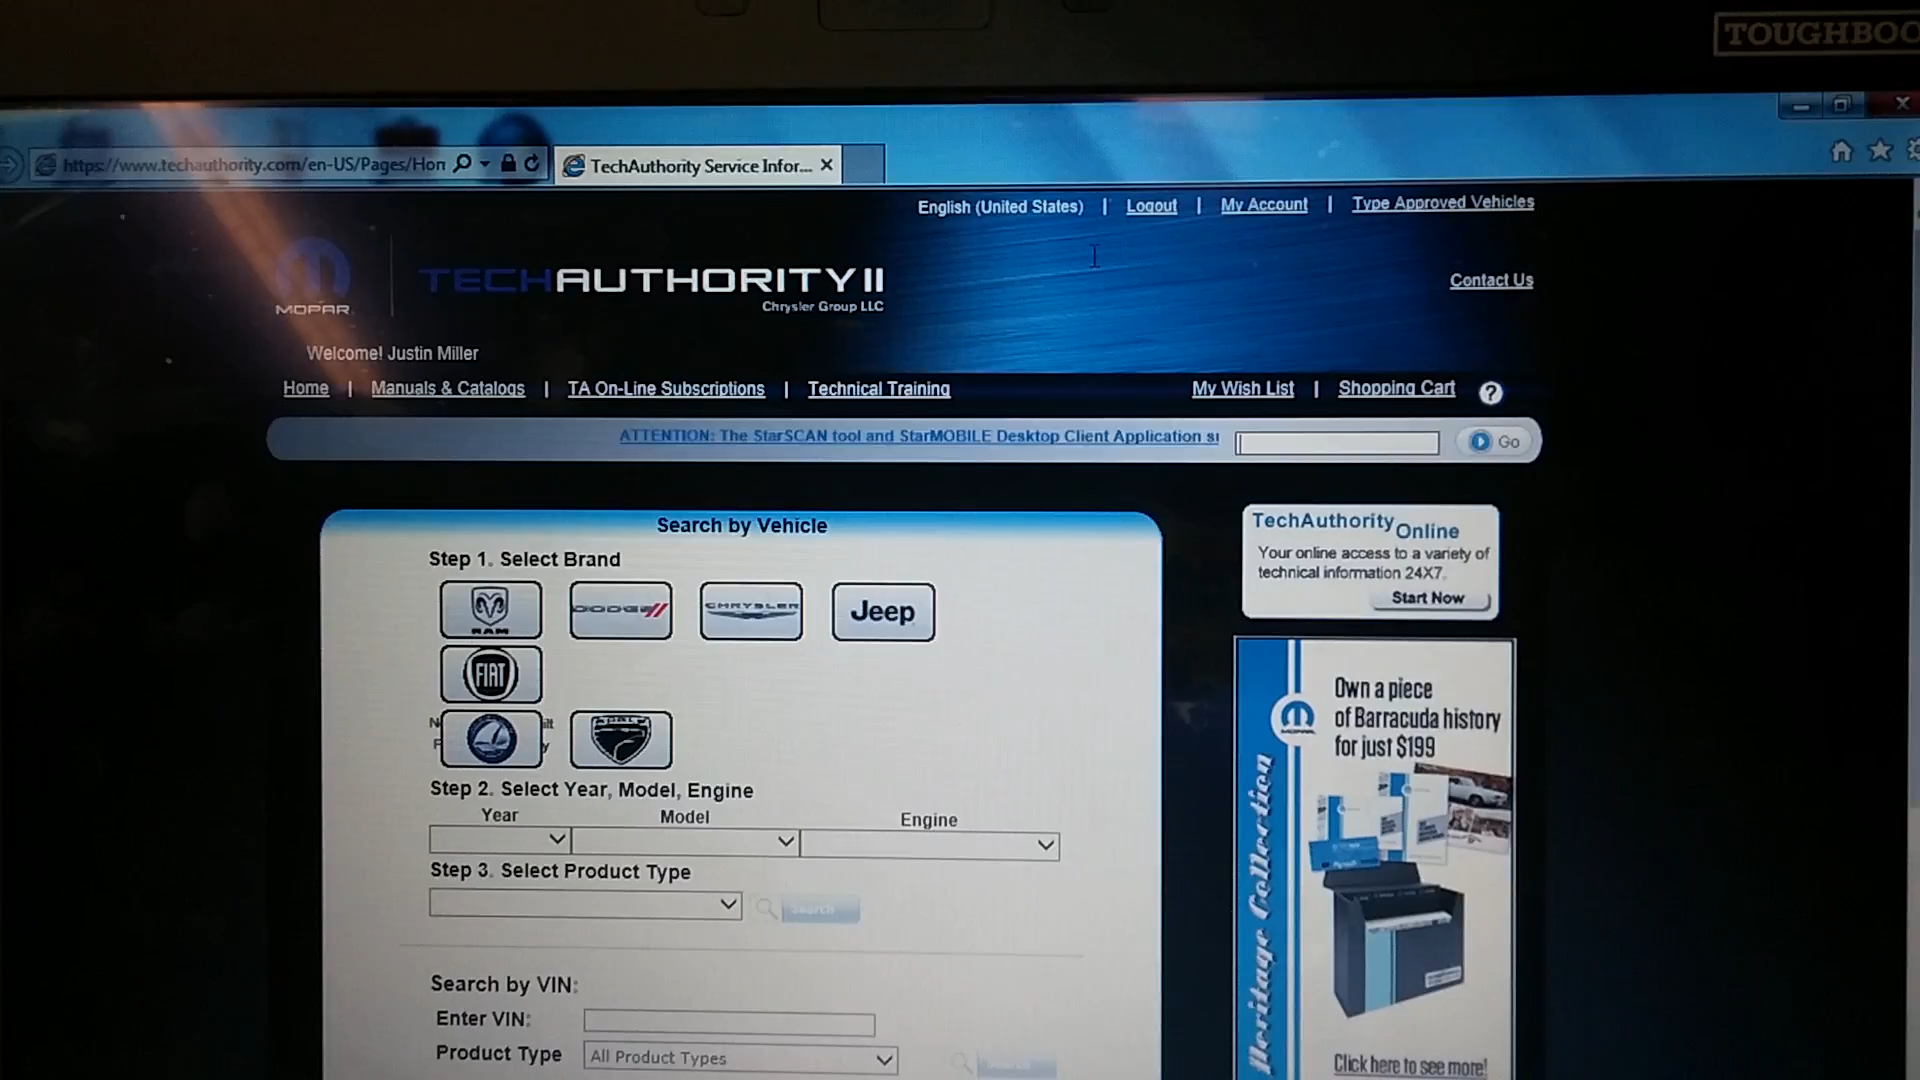 TOUGHBOO
https://www.techauthority.com/en-US/Pages/Hon
TechAuthority Service Infor...
English (United States) | Logout | My Account | Type Approved Vehicles
MOPAR
TECHAUTHORITY II
Chrysler Group LLC
Contact Us
Welcome! Justin Miller
Home | Manuals & Catalogs | TA On-Line Subscriptions | Technical Training
My Wish List | Shopping Cart ?
ATTENTION: The StarSCAN tool and StarMOBILE Desktop Client Application su
Go
Search by Vehicle
Step 1. Select Brand
RAM
DODGE
CHRYSLER
Jeep
FIAT
Step 2. Select Year, Model, Engine
Year Model Engine
Step 3. Select Product Type
Search
Search by VIN:
Enter VIN:
Product Type All Product Types
Search
TechAuthority Online
Your online access to a variety of
technical information 24X7.
Start Now
Own a piece
of Barracuda history
for just $199
MOPAR
Heritage Collection
Click here to see more!